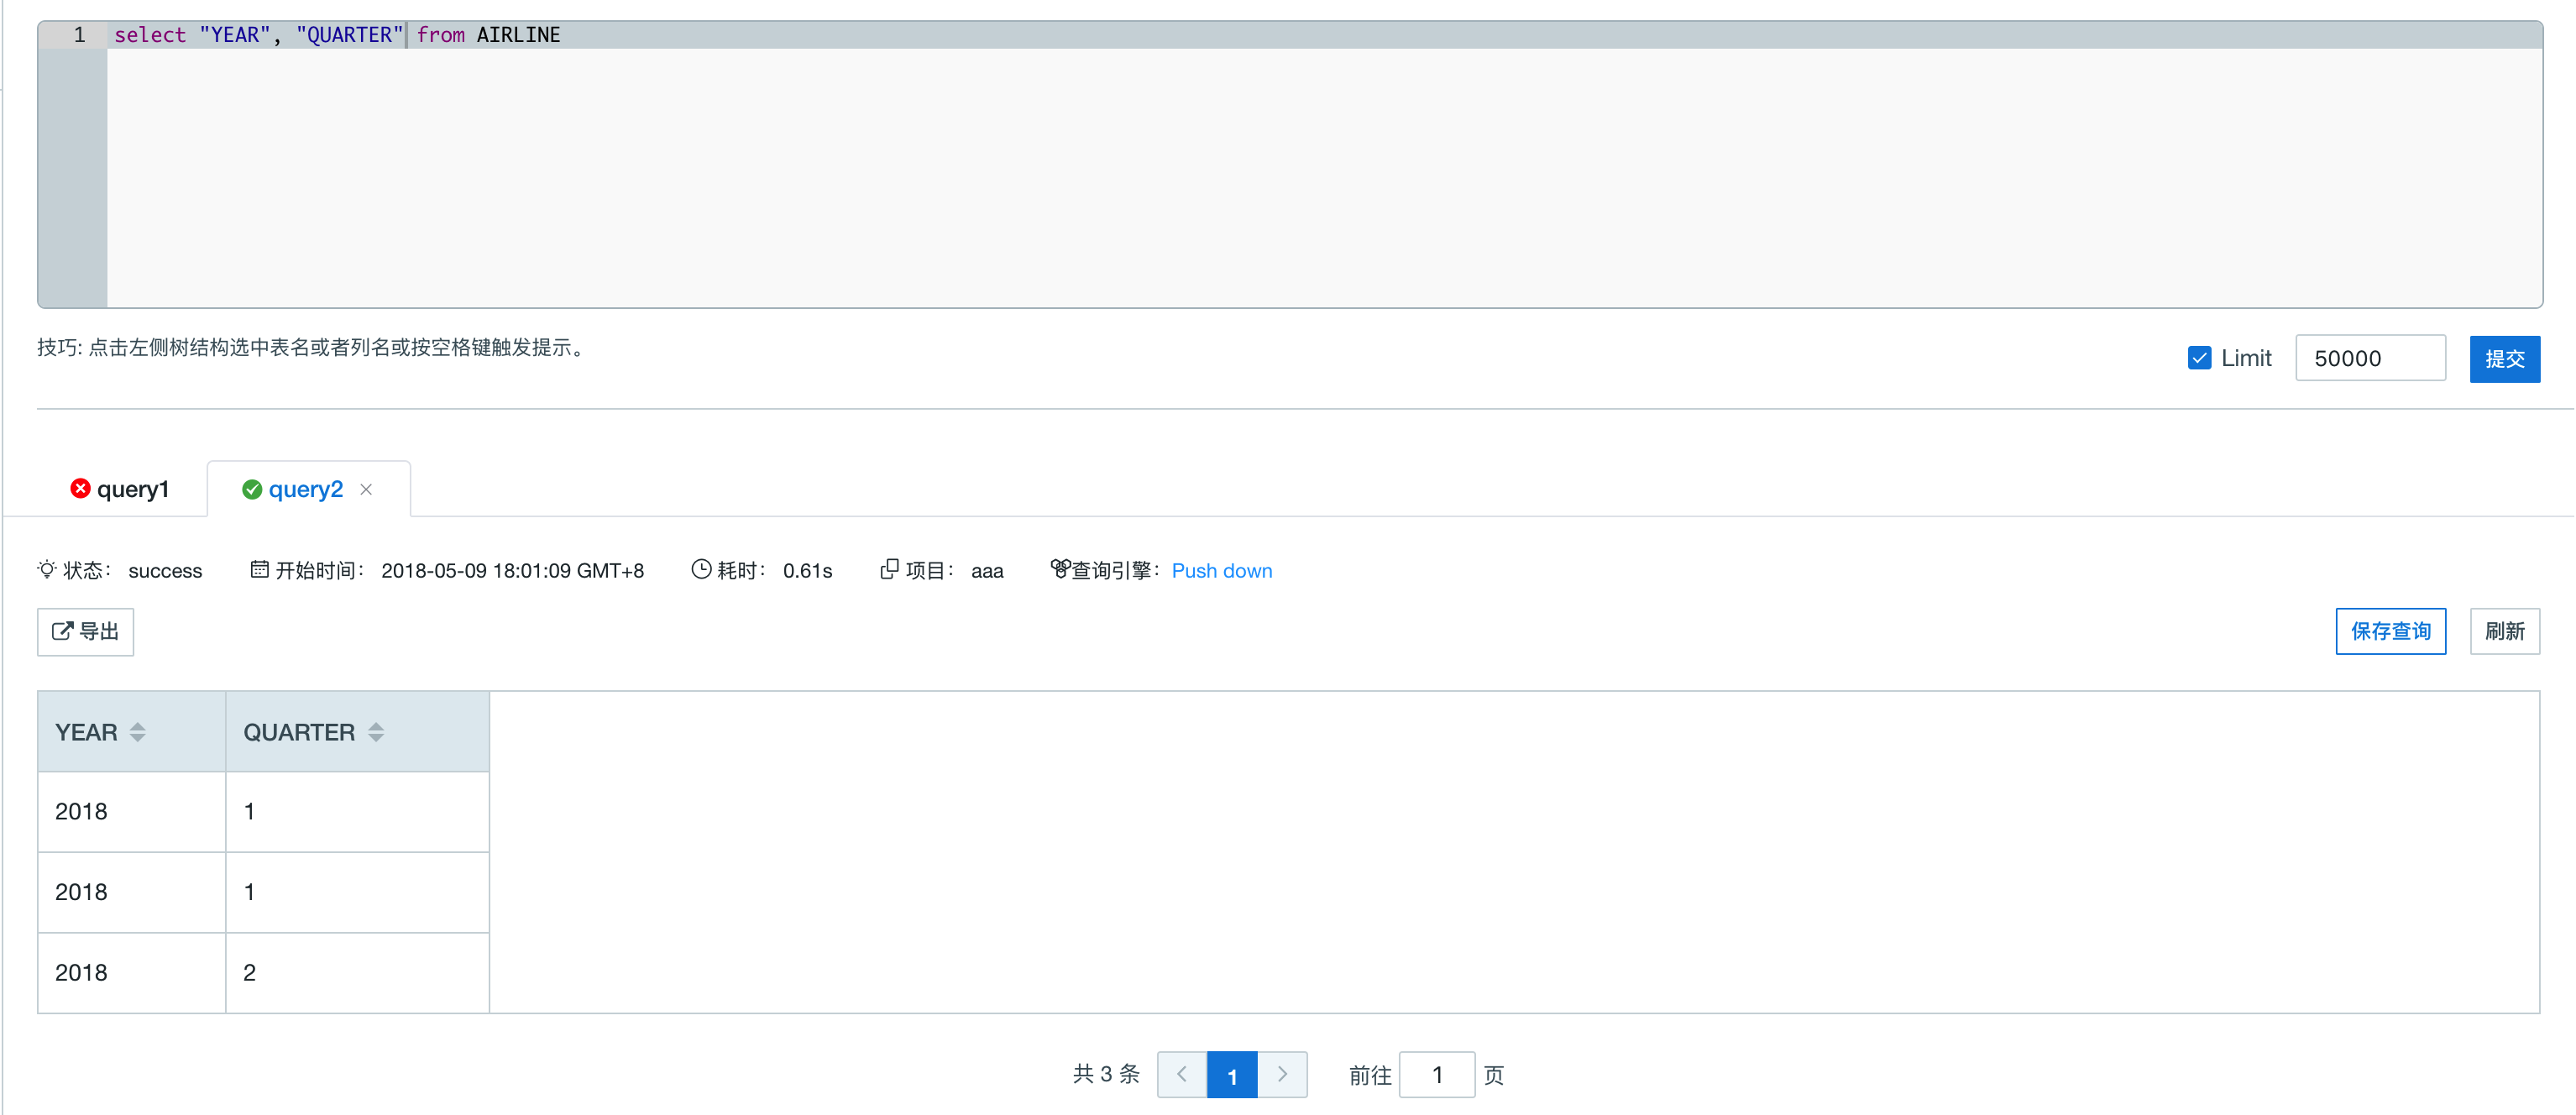 1 select "YEAR", "QUARTER" from AIRLINE
技巧: 点击左侧树结构选中表名或者列名或按空格键触发提示。
Limit 50000 提交
query1 query2
状态： success 开始时间： 2018-05-09 18:01:09 GMT+8 耗时： 0.61s 项目： aaa 查询引擎： Push down
导出 保存查询 刷新
YEAR QUARTER
2018 1
2018 1
2018 2
共 3 条 1 前往 1 页